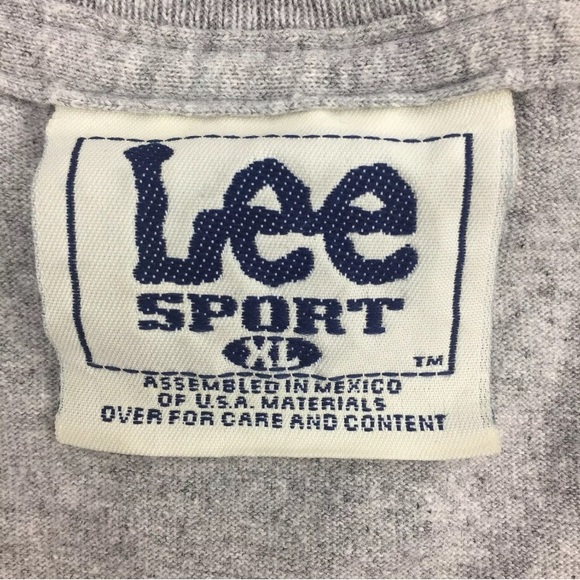 Lee
SPORT
XL
TM
ASSEMBLED IN MEXICO
OF U.S.A. MATERIALS
OVER FOR CARE AND CONTENT